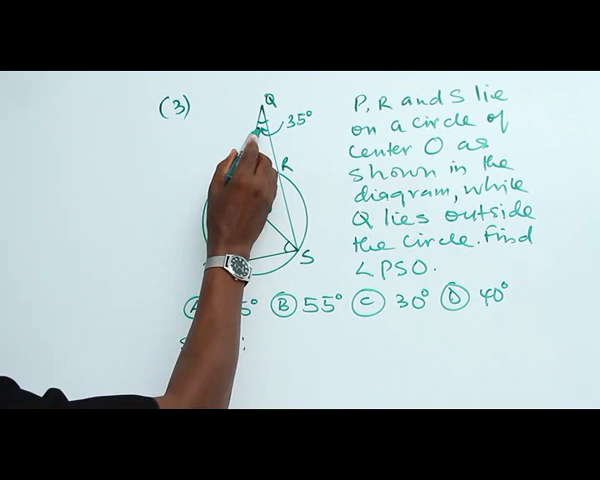 (3)
Q
35°
R
S
P, R and S lie
on a circle of
center O as
shown in the
diagram, while
Q lies outside
the circle. Find
∠PSO.
A 5° B 55° C 30° D 40°